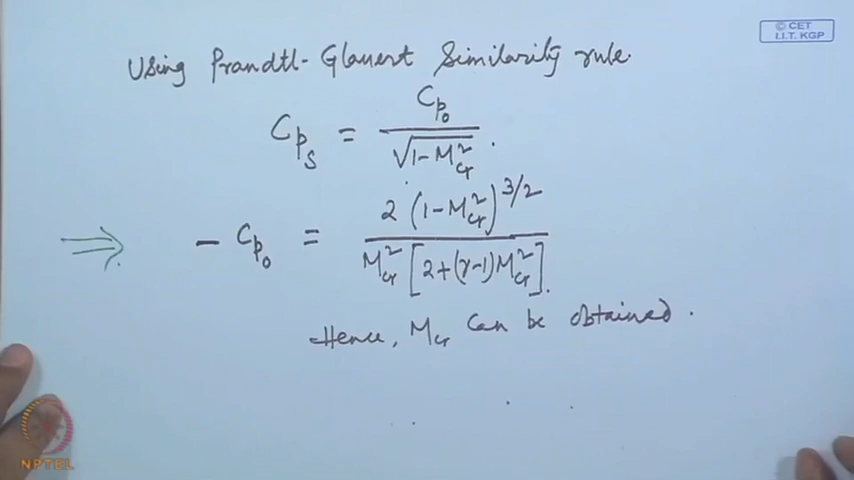 © CET
I.I.T. KGP
Using Prandtl-Glauert Similarity rule.
C_{p_s} = C_{p_0} / √(1-M_{cr}^2) .
⇒ - C_{p_0} = 2 (1-M_{cr}^2)^{3/2} / M_{cr}^2 [2+(γ-1)M_{cr}^2].
Hence, M_{cr} can be obtained.
NPTEL